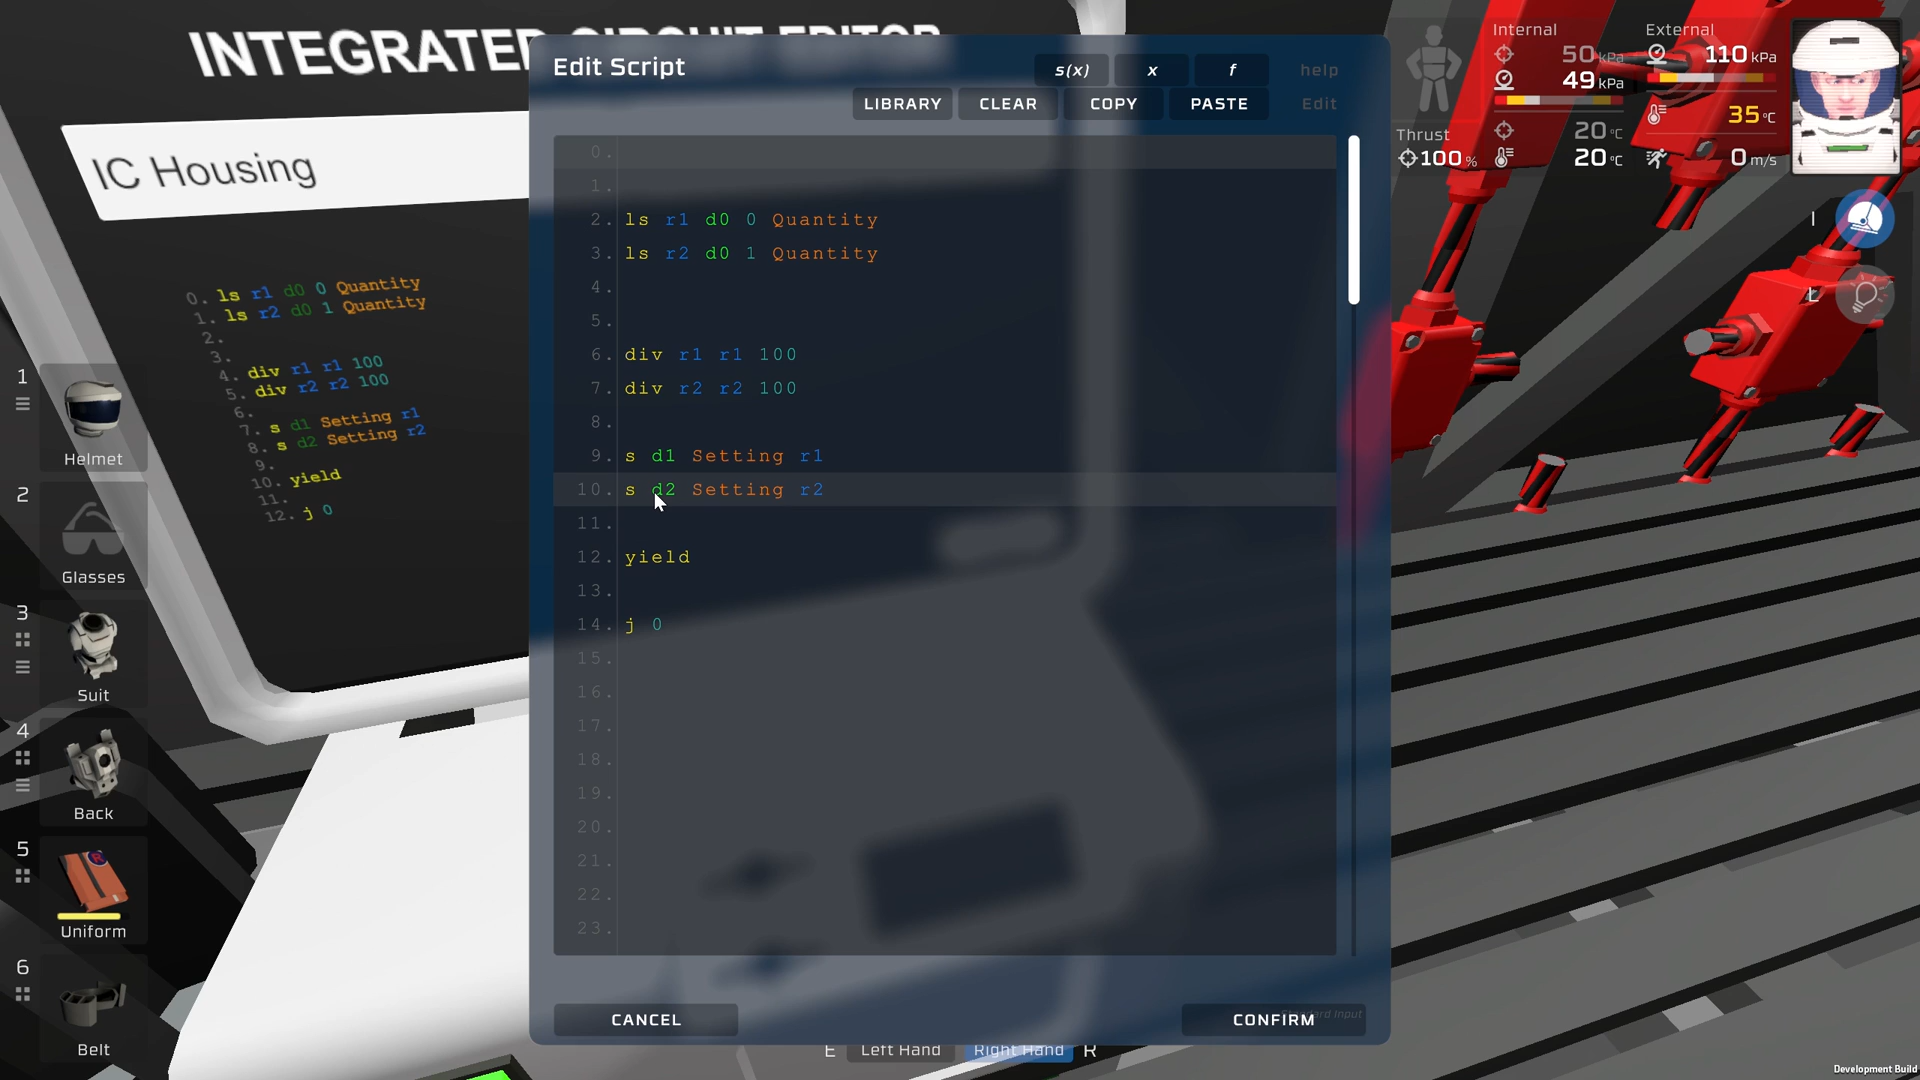 INTEGRATED CIRCUIT EDITOR
IC Housing
0. ls r1 d0 0 Quantity
1. ls r2 d0 1 Quantity
2.
3.
4. div r1 r1 100
5. div r2 r2 100
6.
7. s d1 Setting r1
8. s d2 Setting r2
9.
10. yield
11.
12. j 0
1
Helmet
2
Glasses
3
Suit
4
Back
5
Uniform
6
Belt
Edit Script
s(x) x f help
LIBRARY CLEAR COPY PASTE Edit
0.
1.
2. ls r1 d0 0 Quantity
3. ls r2 d0 1 Quantity
4.
5.
6. div r1 r1 100
7. div r2 r2 100
8.
9. s d1 Setting r1
10. s d2 Setting r2
11.
12. yield
13.
14. j 0
15.
16.
17.
18.
19.
20.
21.
22.
23.
CANCEL CONFIRM
E Left Hand Right Hand R
Internal External
50 kPa 110 kPa
49 kPa
35 °C
Thrust 20 °C
100 % 20 °C 0 m/s
I
L
Development Build